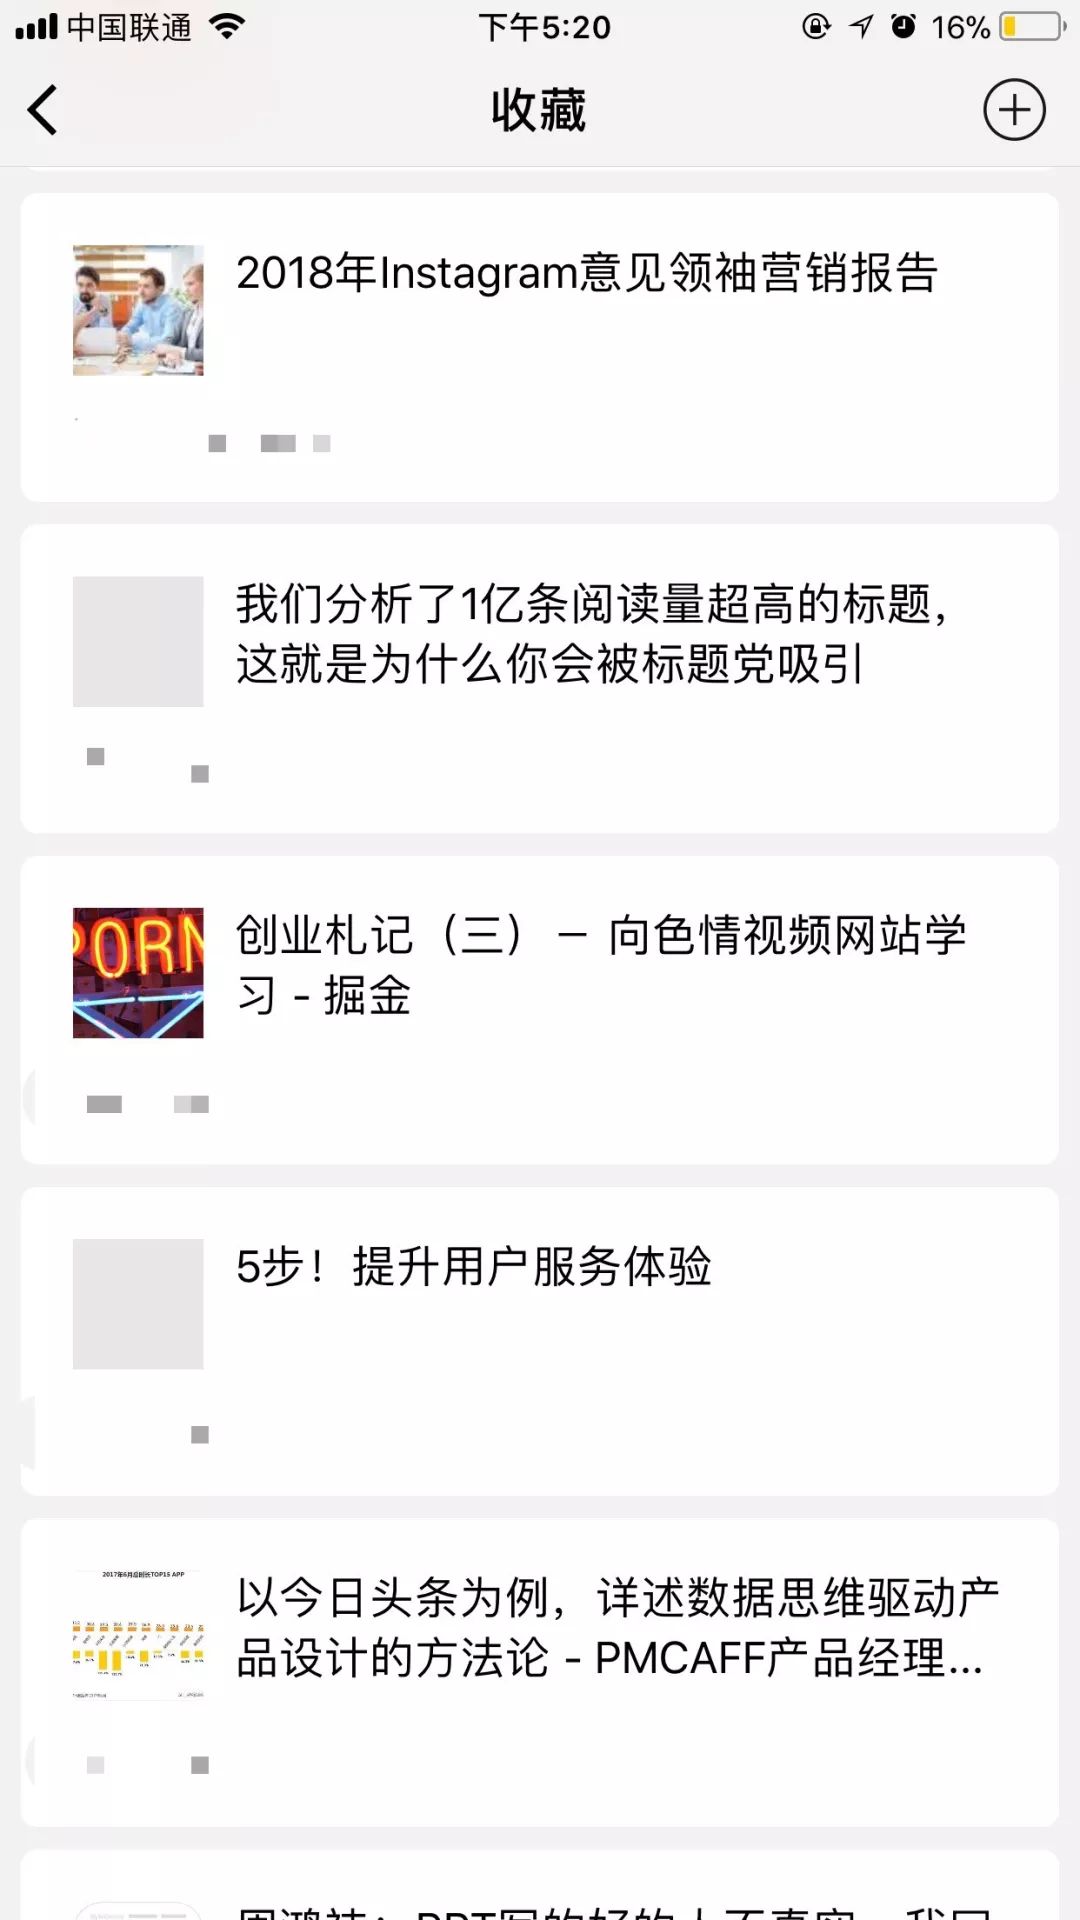 中国联通
下午5:20
16%
收藏
2018年Instagram意见领袖营销报告
我们分析了1亿条阅读量超高的标题，
这就是为什么你会被标题党吸引
PORN
创业札记（三） — 向色情视频网站学
习 - 掘金
5步！提升用户服务体验
2017年6月总时长TOP15 APP
以今日头条为例，详述数据思维驱动产
品设计的方法论 - PMCAFF产品经理...